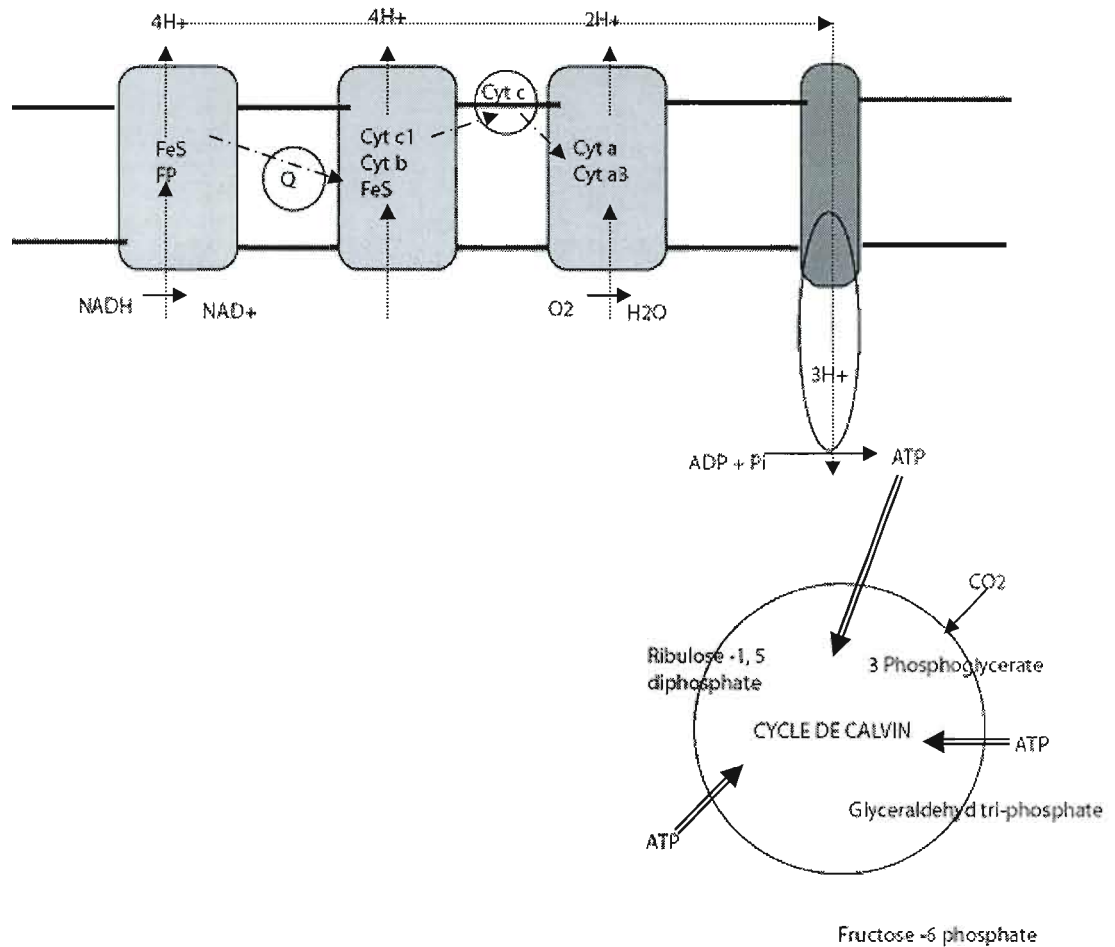 4H+
4H+
2H+
Cyt c
FeS
FP
Q
Cyt c1
Cyt b
FeS
Cyt a
Cyt a3
NADH
NAD+
O2
H2O
3H+
ADP + Pi
ATP
CO2
Ribulose -1, 5
diphosphate
3 Phosphoglycerate
CYCLE DE CALVIN
ATP
Glyceraldehyd tri-phosphate
ATP
Fructose -6 phosphate